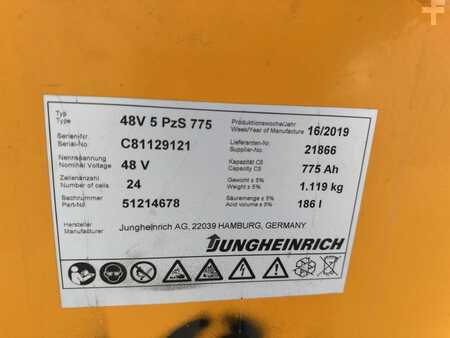 Typ
Type
48V 5 PzS 775
Produktionswoche/Jahr
Week/Year of Manufacture
16/2019
Serien-Nr.
Serial-No.
C81129121
Lieferanten-Nr.
Supplier-No.
21866
Nennspannung
Nominal Voltage
48 V
Kapazität C5
Capacity C5
775 Ah
Zellenanzahl
Number of cells
24
Gewicht ± 5%
Weight ± 5%
1.119 kg
Sachnummer
Part-No
51214678
Säuremenge ± 5%
Acid volume ± 5%
186 l
Hersteller
Manufacturer
Jungheinrich AG, 22039 HAMBURG, GERMANY
JUNGHEINRICH